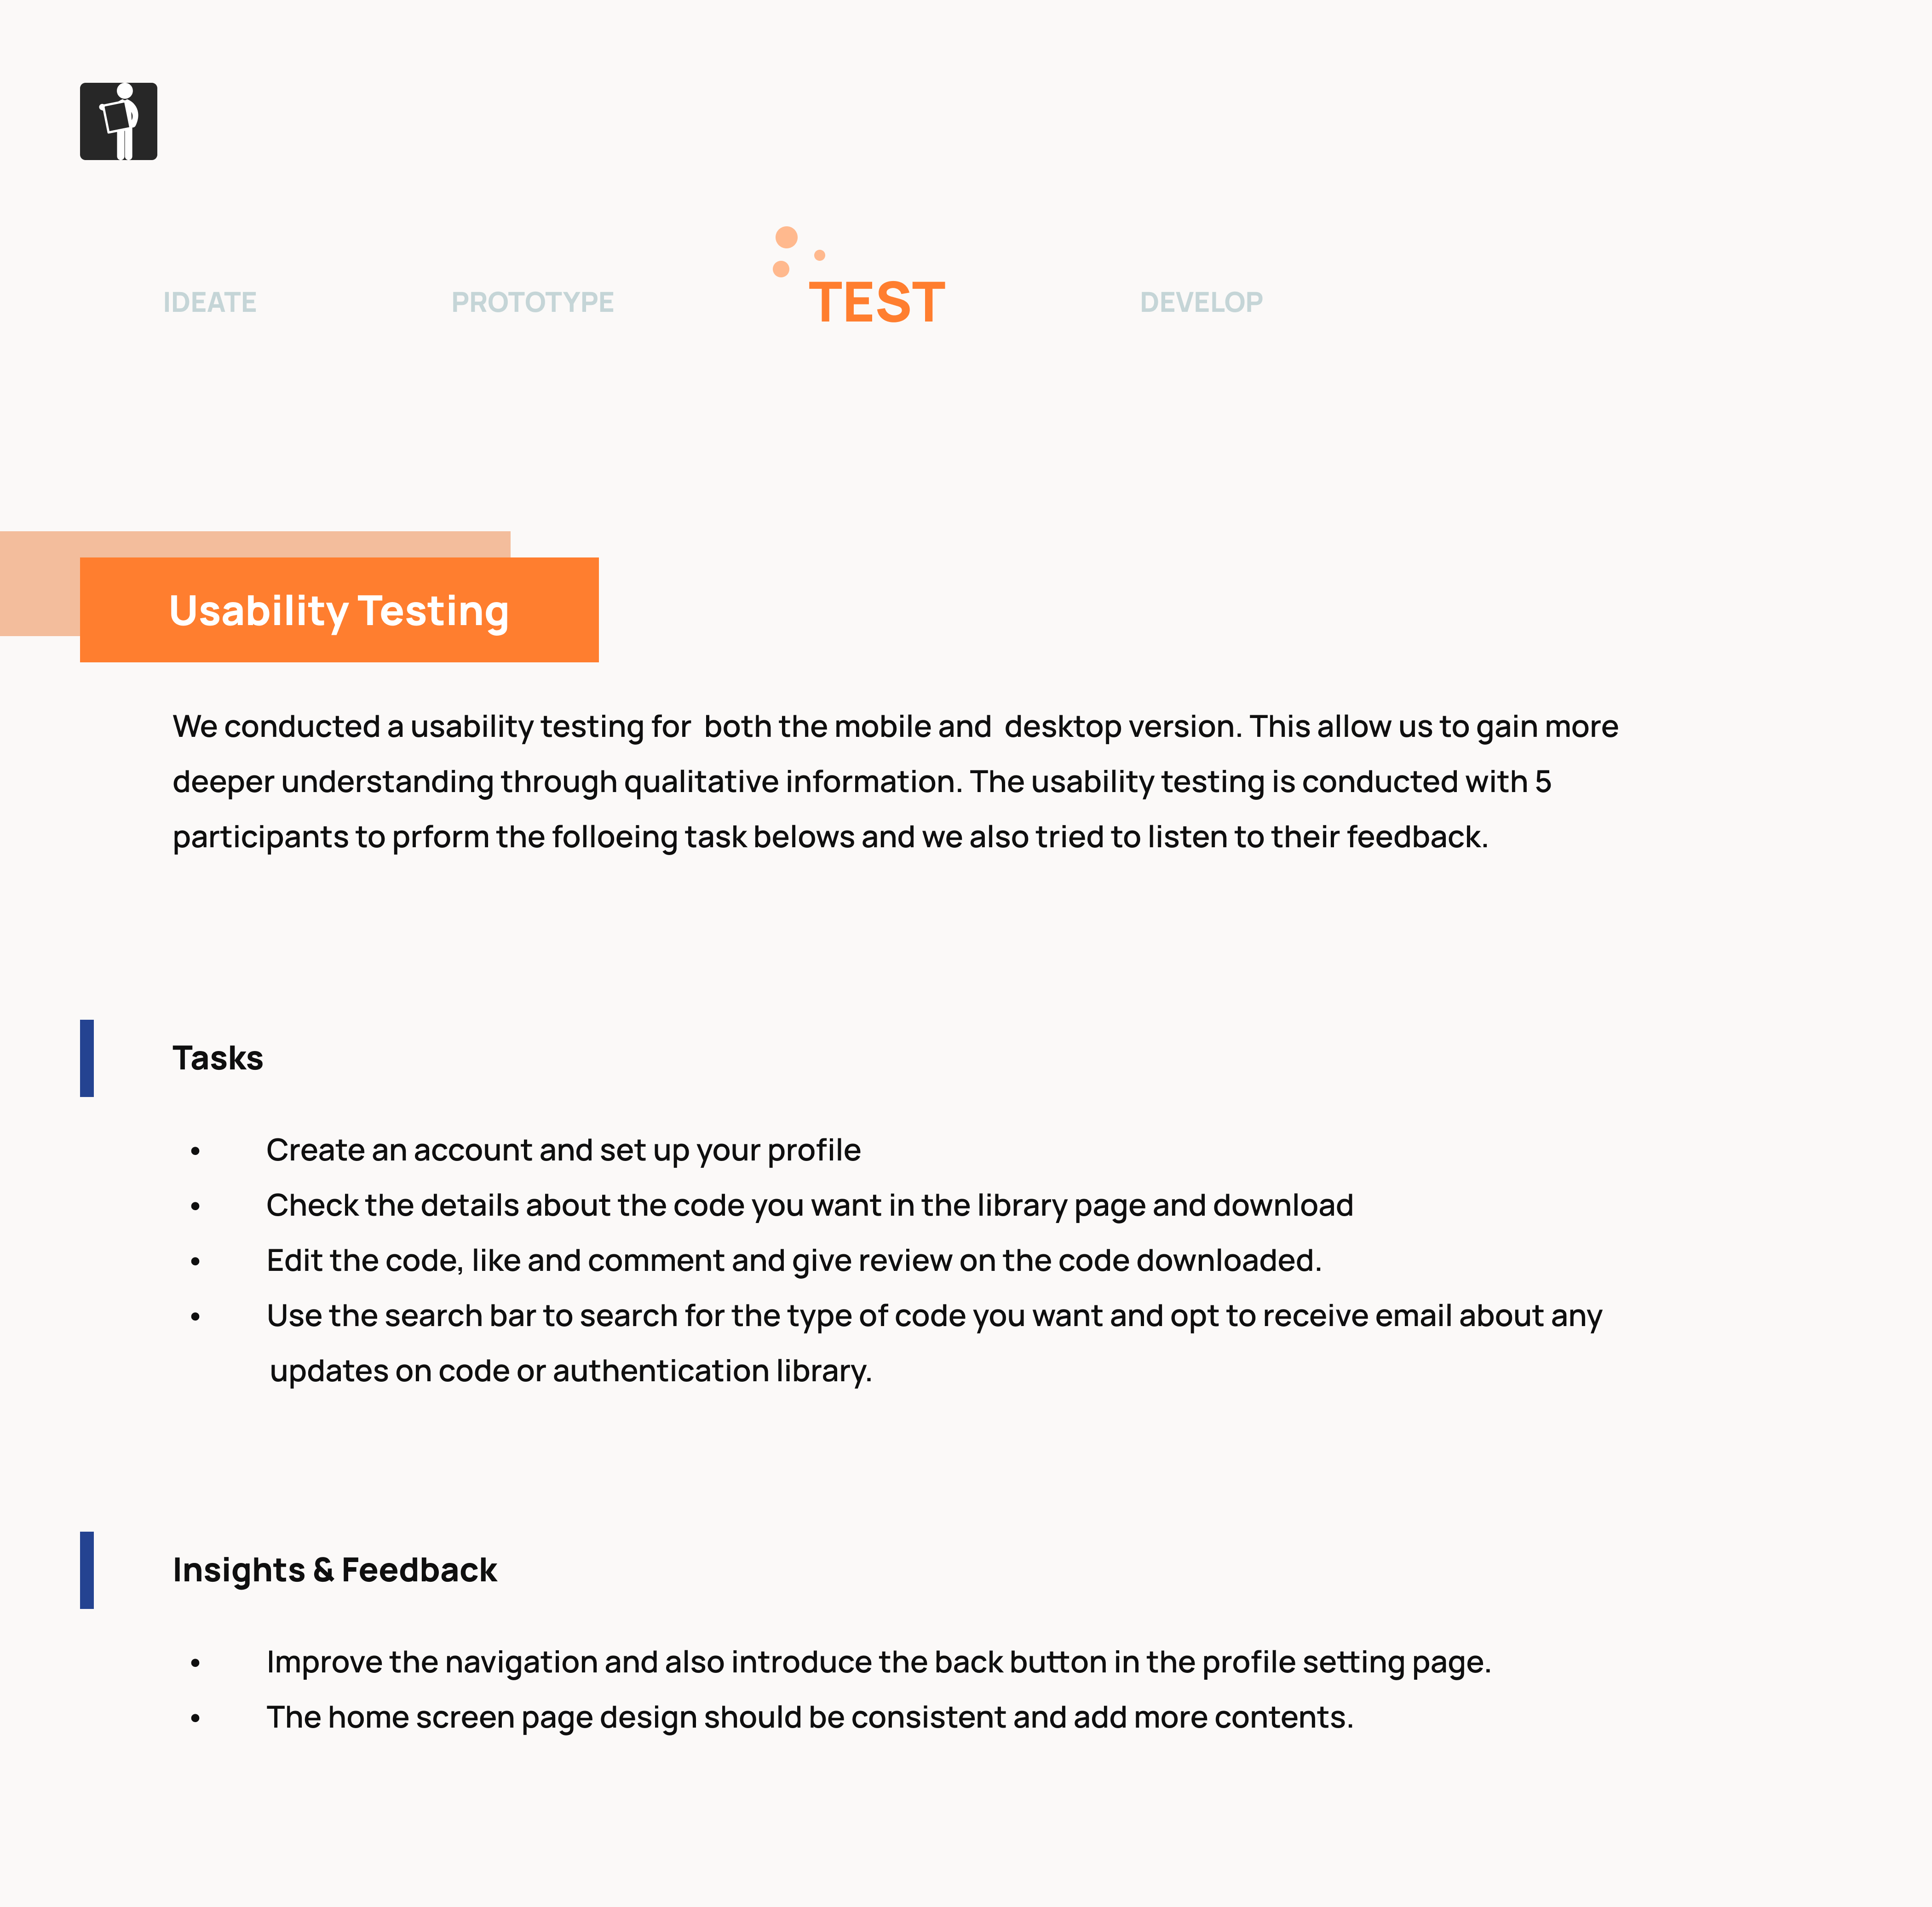 IDEATE PROTOTYPE TEST DEVELOP
Usability Testing
We conducted a usability testing for  both the mobile and  desktop version. This allow us to gain more
deeper understanding through qualitative information. The usability testing is conducted with 5
participants to prform the folloeing task belows and we also tried to listen to their feedback.
Tasks
• Create an account and set up your profile
• Check the details about the code you want in the library page and download
• Edit the code, like and comment and give review on the code downloaded.
• Use the search bar to search for the type of code you want and opt to receive email about any
updates on code or authentication library.
Insights & Feedback
• Improve the navigation and also introduce the back button in the profile setting page.
• The home screen page design should be consistent and add more contents.